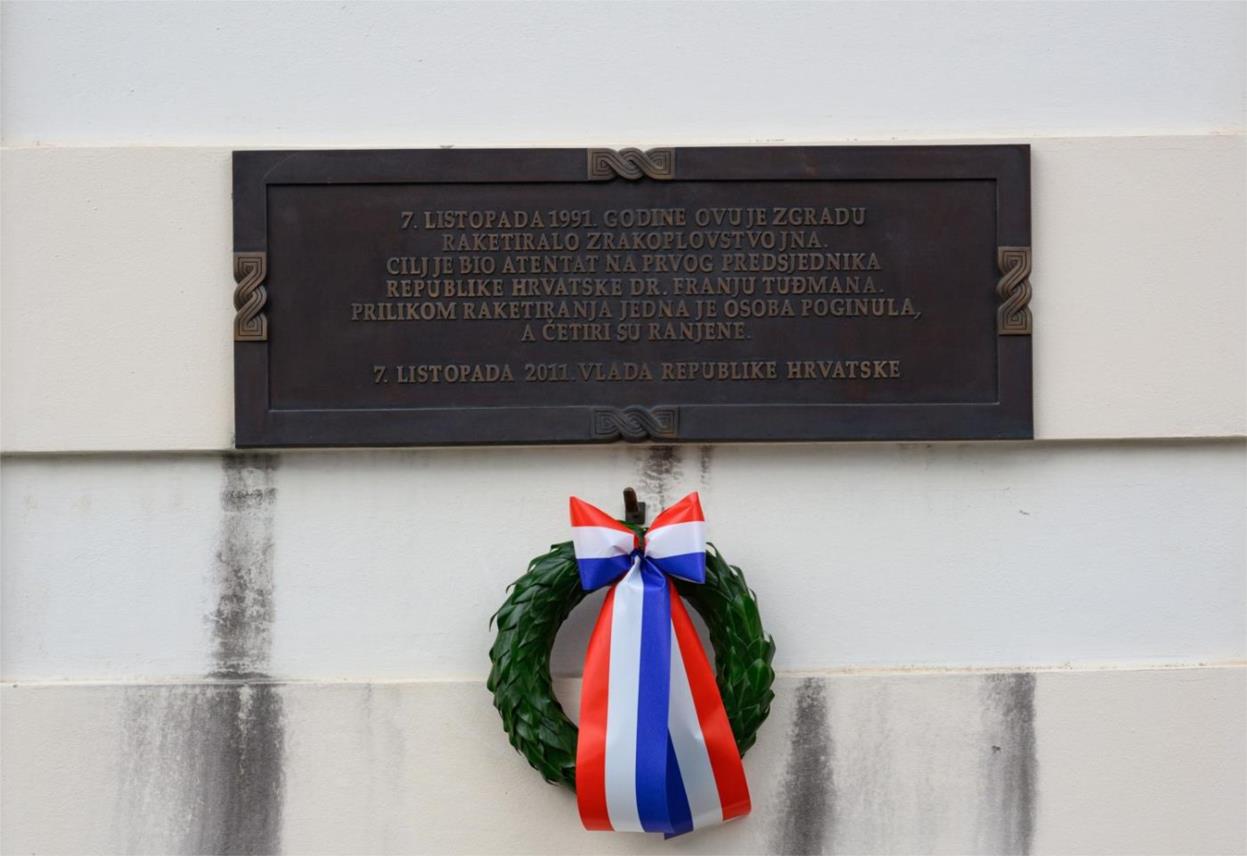 7. LISTOPADA 1991. GODINE OVU JE ZGRADU
RAKETIRALO ZRAKOPLOVSTVO JNA.
CILJ JE BIO ATENTAT NA PRVOG PREDSJEDNIKA
REPUBLIKE HRVATSKE DR. FRANJU TUĐMANA.
PRILIKOM RAKETIRANJA JEDNA JE OSOBA POGINULA,
A ČETIRI SU RANJENE.
7. LISTOPADA 2011. VLADA REPUBLIKE HRVATSKE